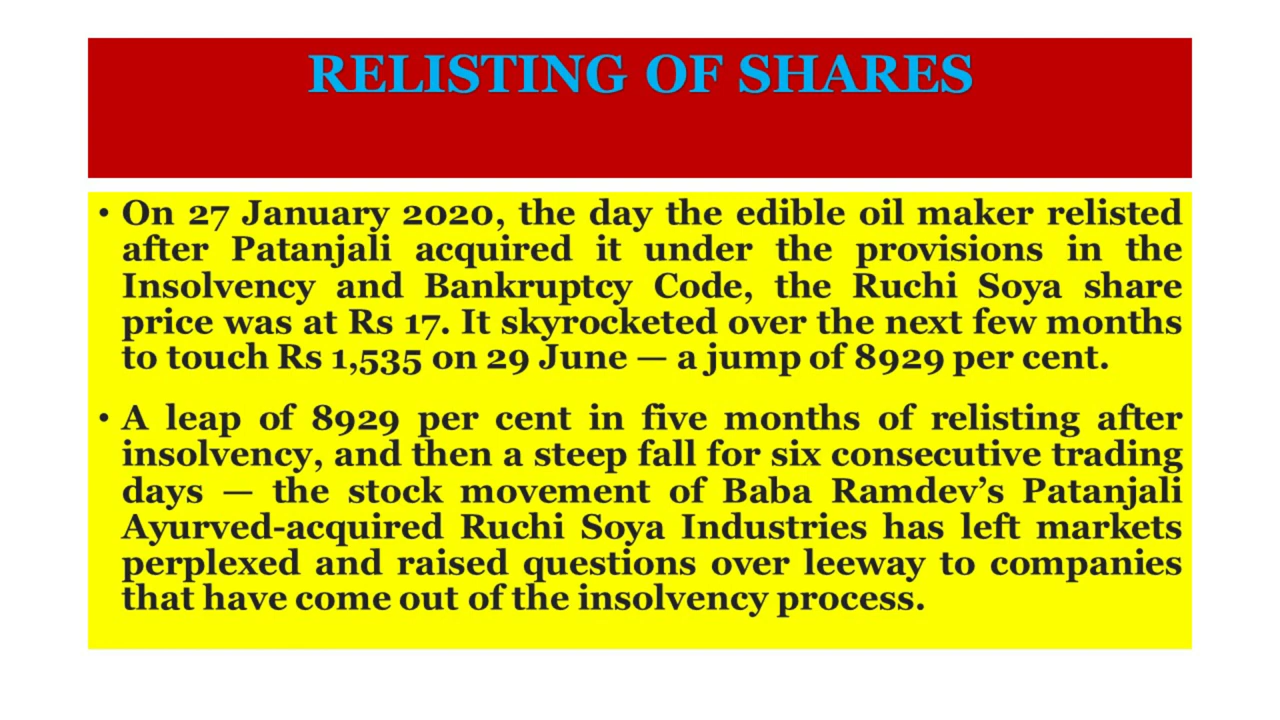 RELISTING OF SHARES
• On 27 January 2020, the day the edible oil maker relisted
after Patanjali acquired it under the provisions in the
Insolvency and Bankruptcy Code, the Ruchi Soya share
price was at Rs 17. It skyrocketed over the next few months
to touch Rs 1,535 on 29 June — a jump of 8929 per cent.
• A leap of 8929 per cent in five months of relisting after
insolvency, and then a steep fall for six consecutive trading
days — the stock movement of Baba Ramdev’s Patanjali
Ayurved-acquired Ruchi Soya Industries has left markets
perplexed and raised questions over leeway to companies
that have come out of the insolvency process.